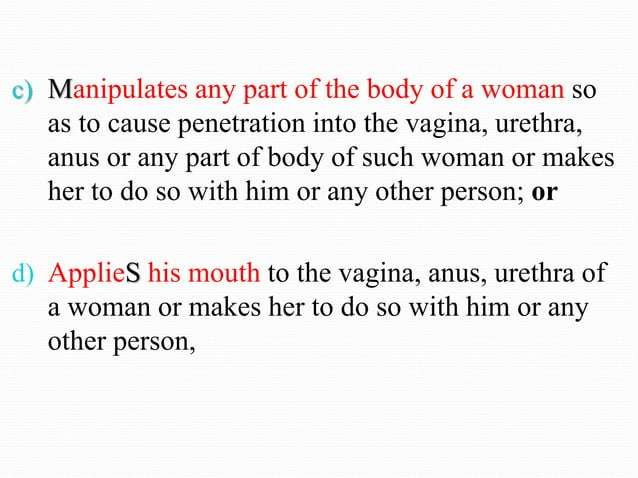 c) Manipulates any part of the body of a woman so
as to cause penetration into the vagina, urethra,
anus or any part of body of such woman or makes
her to do so with him or any other person; or
d) ApplieS his mouth to the vagina, anus, urethra of
a woman or makes her to do so with him or any
other person,